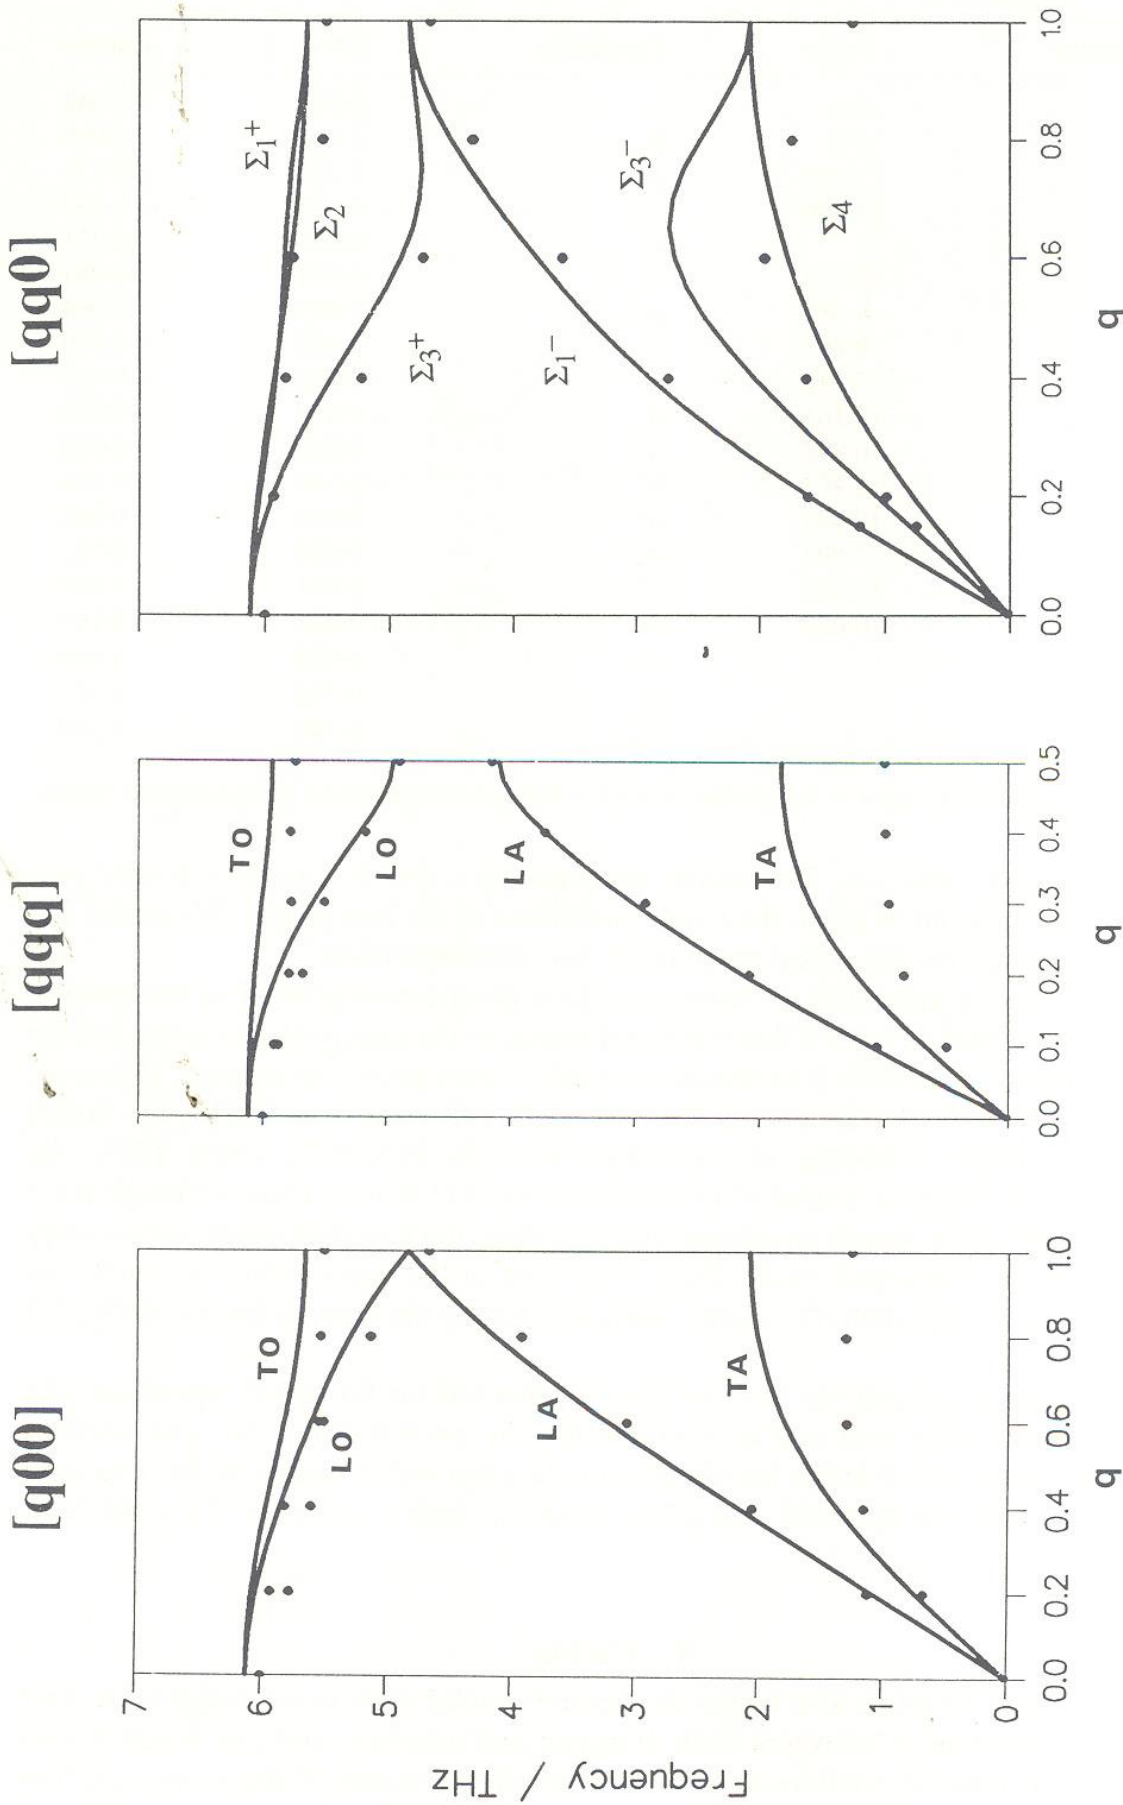 [q00]
[qqq]
[qq0]
Frequency / THz
7
6
5
4
3
2
1
0
TO
LO
LA
TA
0.0 0.2 0.4 0.6 0.8 1.0
q
TO
LO
LA
TA
0.0 0.1 0.2 0.3 0.4 0.5
q
Σ₁⁺
Σ₂
Σ₃⁺
Σ₁⁻
Σ₃⁻
Σ₄
0.0 0.2 0.4 0.6 0.8 1.0
q